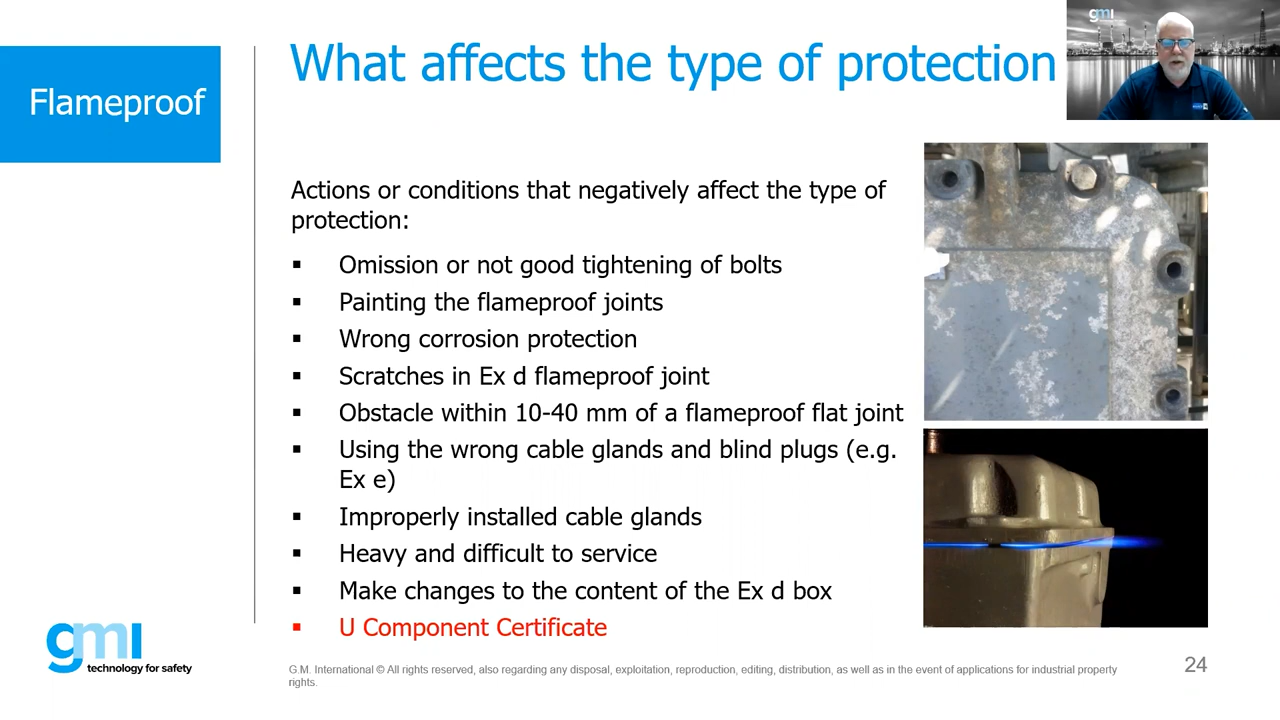 Flameproof
What affects the type of protection
gmi
Actions or conditions that negatively affect the type of
protection:
▪ Omission or not good tightening of bolts
▪ Painting the flameproof joints
▪ Wrong corrosion protection
▪ Scratches in Ex d flameproof joint
▪ Obstacle within 10-40 mm of a flameproof flat joint
▪ Using the wrong cable glands and blind plugs (e.g.
Ex e)
▪ Improperly installed cable glands
▪ Heavy and difficult to service
▪ Make changes to the content of the Ex d box
▪ U Component Certificate
gmi
technology for safety
G.M. International © All rights reserved, also regarding any disposal, exploitation, reproduction, editing, distribution, as well as in the event of applications for industrial property
rights.
24